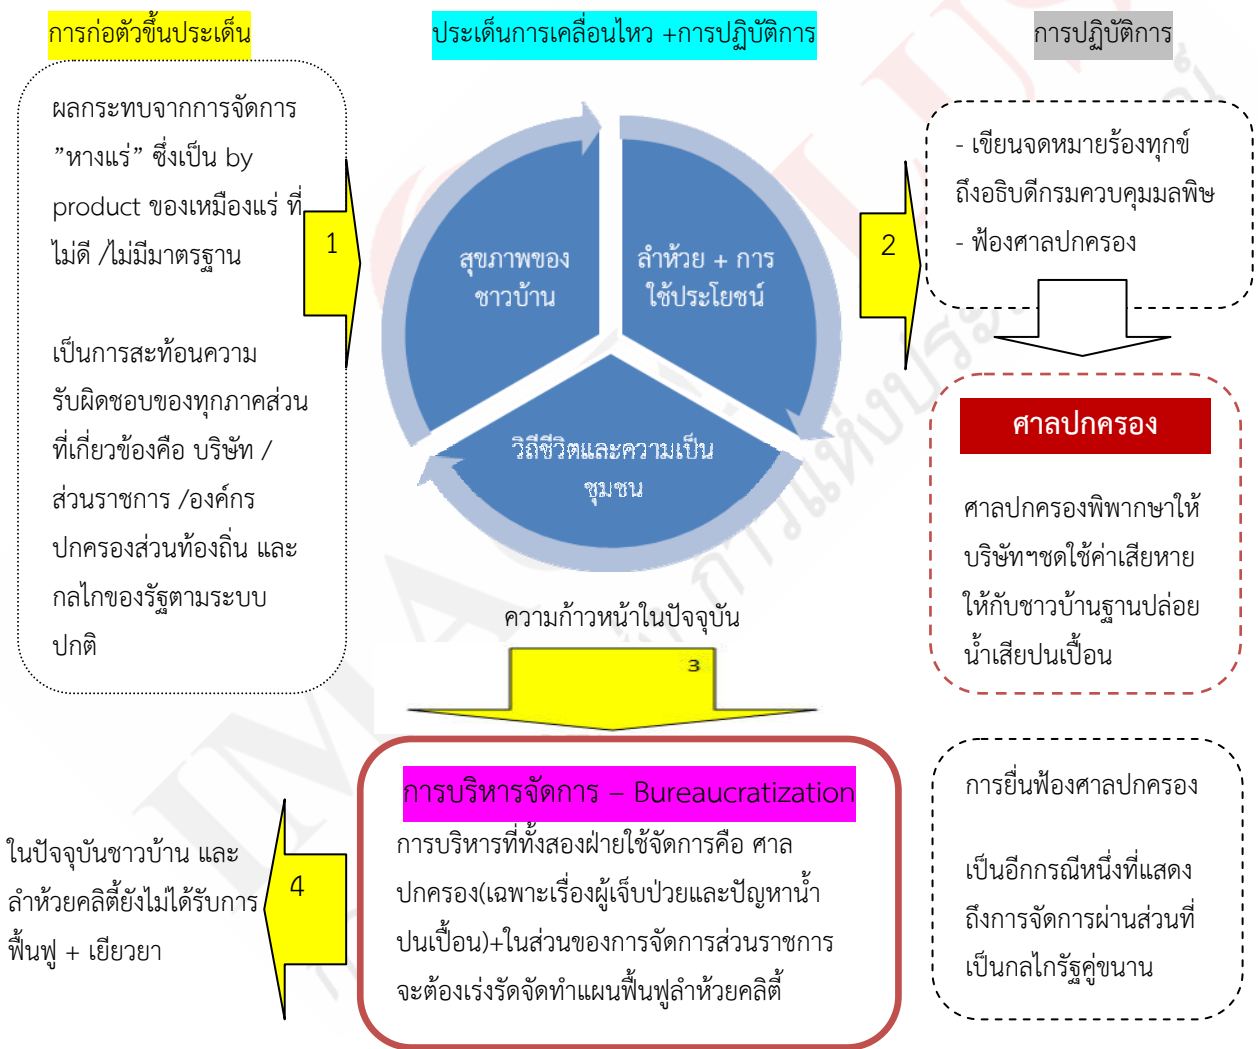 การก่อตัวขึ้นประเด็น
ผลกระทบจากการจัดการ
”หางแร่” ซึ่งเป็น by
product ของเหมืองแร่ ที่
ไม่ดี /ไม่มีมาตรฐาน
เป็นการสะท้อนความ
รับผิดชอบของทุกภาคส่วน
ที่เกี่ยวข้องคือ บริษัท /
ส่วนราชการ /องค์กร
ปกครองส่วนท้องถิ่น และ
กลไกของรัฐตามระบบ
ปกติ
1
ประเด็นการเคลื่อนไหว +การปฏิบัติการ
สุขภาพของ
ชาวบ้าน
ลำห้วย + การ
ใช้ประโยชน์
วิถีชีวิตและความเป็น
ชุมชน
2
การปฏิบัติการ
- เขียนจดหมายร้องทุกข์
ถึงอธิบดีกรมควบคุมมลพิษ
- ฟ้องศาลปกครอง
ศาลปกครอง
ศาลปกครองพิพากษาให้
บริษัทฯชดใช้ค่าเสียหาย
ให้กับชาวบ้านฐานปล่อย
น้ำเสียปนเปื้อน
การยื่นฟ้องศาลปกครอง
เป็นอีกกรณีหนึ่งที่แสดง
ถึงการจัดการผ่านส่วนที่
เป็นกลไกรัฐคู่ขนาน
ความก้าวหน้าในปัจจุบัน
3
การบริหารจัดการ – Bureaucratization
การบริหารที่ทั้งสองฝ่ายใช้จัดการคือ ศาล
ปกครอง(เฉพาะเรื่องผู้เจ็บป่วยและปัญหาน้ำ
ปนเปื้อน)+ในส่วนของการจัดการส่วนราชการ
จะต้องเร่งรัดจัดทำแผนฟื้นฟูลำห้วยคลิตี้
4
ในปัจจุบันชาวบ้าน และ
ลำห้วยคลิตี้ยังไม่ได้รับการ
ฟื้นฟู + เยียวยา